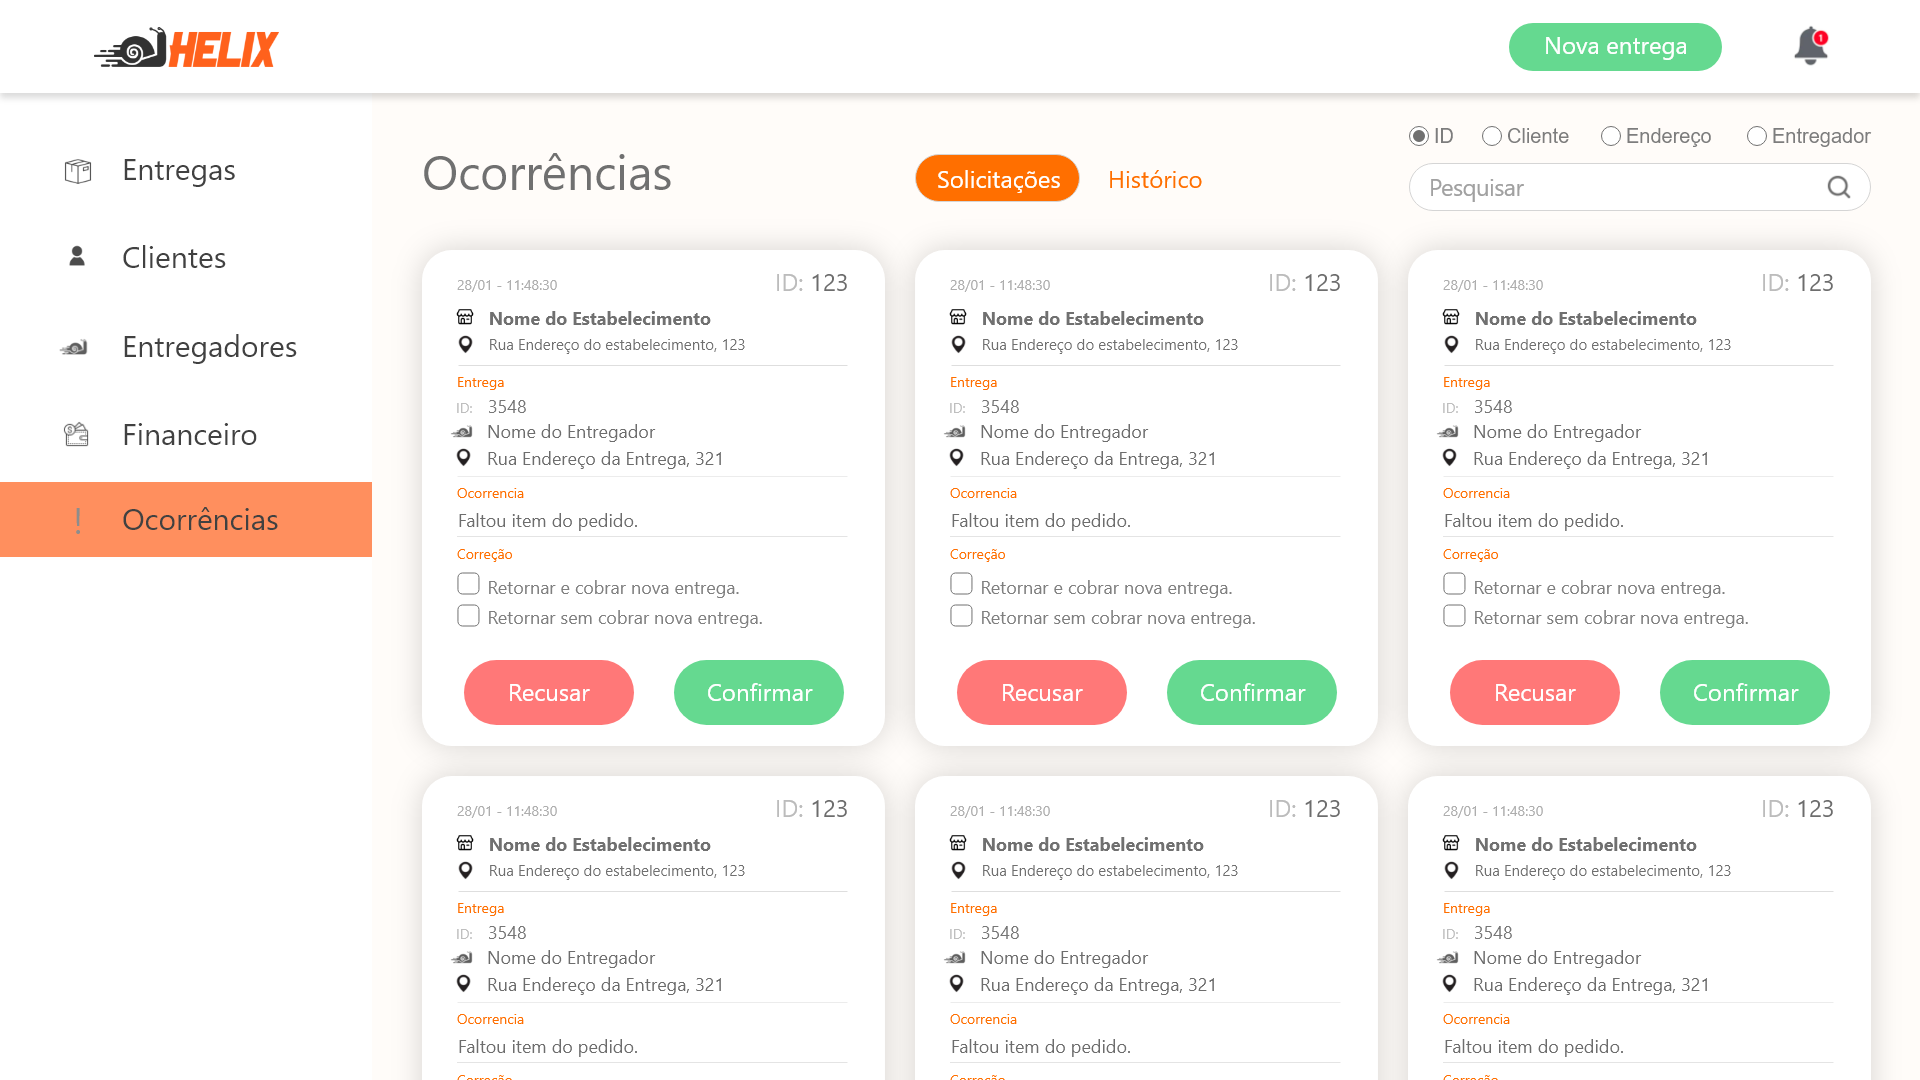 HELIX
Nova entrega
1
Entregas
Clientes
Entregadores
Financeiro
Ocorrências
Ocorrências
Solicitações
Histórico
ID
Cliente
Endereço
Entregador
Pesquisar
28/01 - 11:48:30
ID: 123
Nome do Estabelecimento
Rua Endereço do estabelecimento, 123
Entrega
ID: 3548
Nome do Entregador
Rua Endereço da Entrega, 321
Ocorrencia
Faltou item do pedido.
Correção
Retornar e cobrar nova entrega.
Retornar sem cobrar nova entrega.
Recusar
Confirmar
28/01 - 11:48:30
ID: 123
Nome do Estabelecimento
Rua Endereço do estabelecimento, 123
Entrega
ID: 3548
Nome do Entregador
Rua Endereço da Entrega, 321
Ocorrencia
Faltou item do pedido.
Correção
Retornar e cobrar nova entrega.
Retornar sem cobrar nova entrega.
Recusar
Confirmar
28/01 - 11:48:30
ID: 123
Nome do Estabelecimento
Rua Endereço do estabelecimento, 123
Entrega
ID: 3548
Nome do Entregador
Rua Endereço da Entrega, 321
Ocorrencia
Faltou item do pedido.
Correção
Retornar e cobrar nova entrega.
Retornar sem cobrar nova entrega.
Recusar
Confirmar
28/01 - 11:48:30
ID: 123
Nome do Estabelecimento
Rua Endereço do estabelecimento, 123
Entrega
ID: 3548
Nome do Entregador
Rua Endereço da Entrega, 321
Ocorrencia
Faltou item do pedido.
Correção
28/01 - 11:48:30
ID: 123
Nome do Estabelecimento
Rua Endereço do estabelecimento, 123
Entrega
ID: 3548
Nome do Entregador
Rua Endereço da Entrega, 321
Ocorrencia
Faltou item do pedido.
Correção
28/01 - 11:48:30
ID: 123
Nome do Estabelecimento
Rua Endereço do estabelecimento, 123
Entrega
ID: 3548
Nome do Entregador
Rua Endereço da Entrega, 321
Ocorrencia
Faltou item do pedido.
Correção